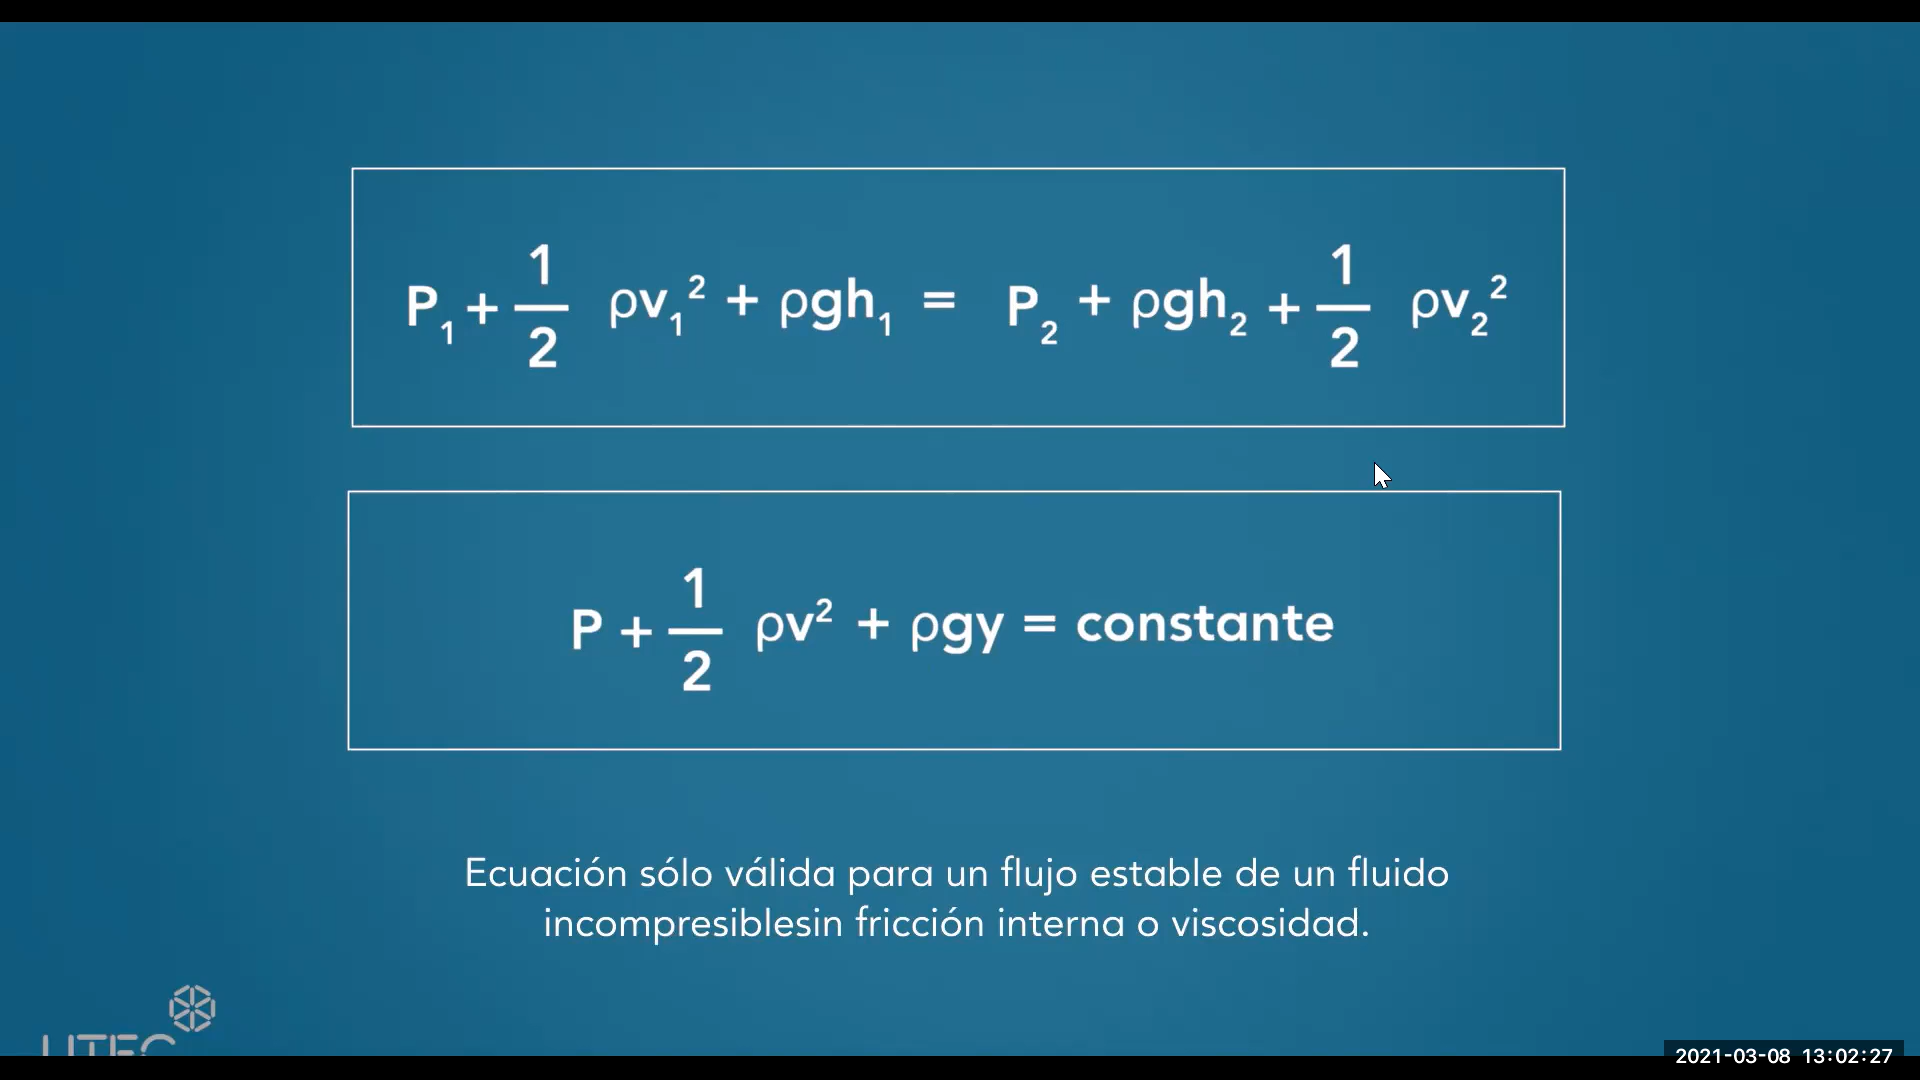 P₁ + 1/2 ρv₁² + ρgh₁ = P₂ + ρgh₂ + 1/2 ρv₂²
P + 1/2 ρv² + ρgy = constante
Ecuación sólo válida para un flujo estable de un fluido
incompresiblesin fricción interna o viscosidad.
UTEC
2021-03-08 13:02:27